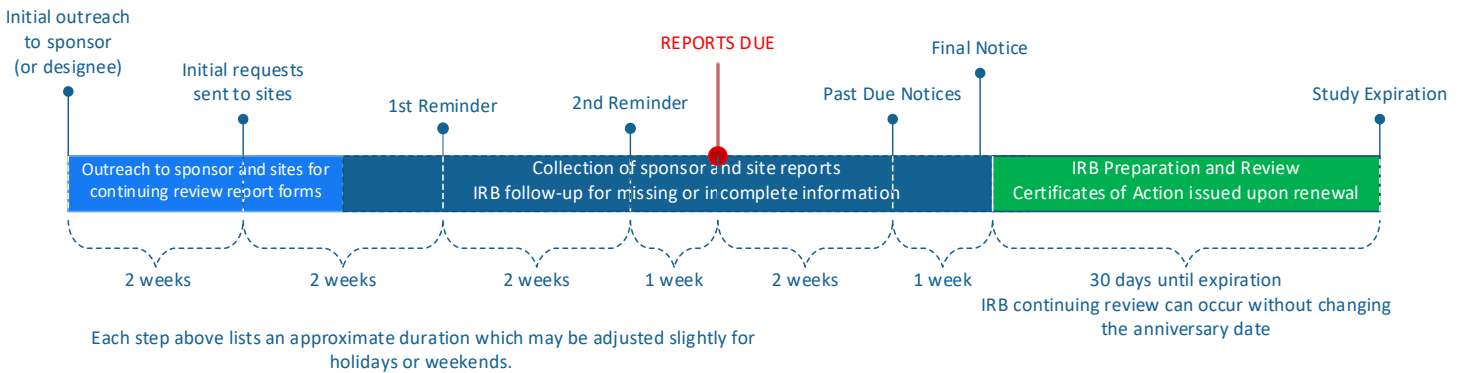 Initial outreach
to sponsor
(or designee)
Initial requests
sent to sites
1st Reminder
2nd Reminder
REPORTS DUE
Past Due Notices
Final Notice
Study Expiration
Outreach to sponsor and sites for
continuing review report forms
Collection of sponsor and site reports
IRB follow-up for missing or incomplete information
IRB Preparation and Review
Certificates of Action issued upon renewal
2 weeks
2 weeks
2 weeks
1 week
2 weeks
1 week
30 days until expiration
IRB continuing review can occur without changing
the anniversary date
Each step above lists an approximate duration which may be adjusted slightly for
holidays or weekends.